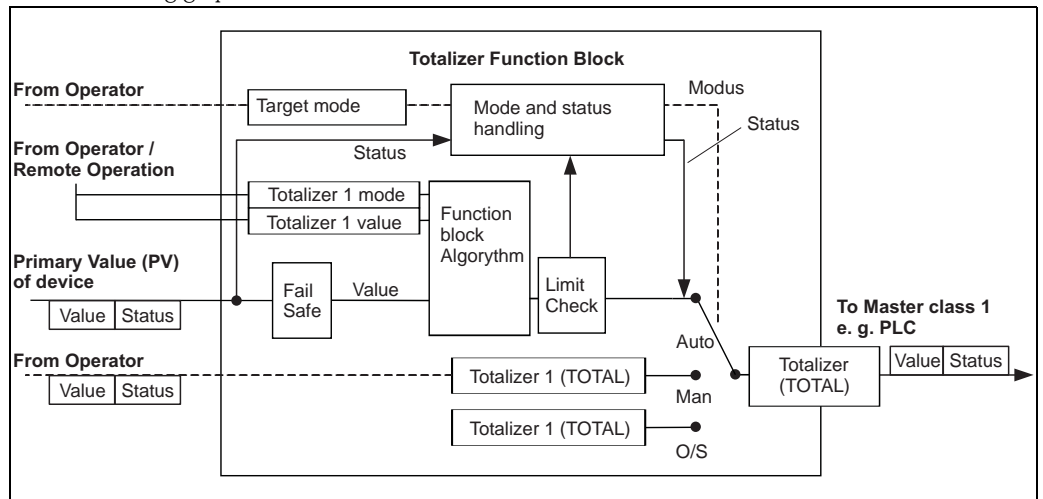 Totalizer Function Block
From Operator
Target mode
Mode and status
handling
Modus
Status
From Operator /
Remote Operation
Status
Totalizer 1 mode
Totalizer 1 value
Function
block
Algorythm
Primary Value (PV)
of device
Value Status
Fail
Safe
Value
Limit
Check
To Master class 1
e. g. PLC
Auto
Value Status
Totalizer
(TOTAL)
From Operator
Value Status
Totalizer 1 (TOTAL)
Man
Totalizer 1 (TOTAL)
O/S